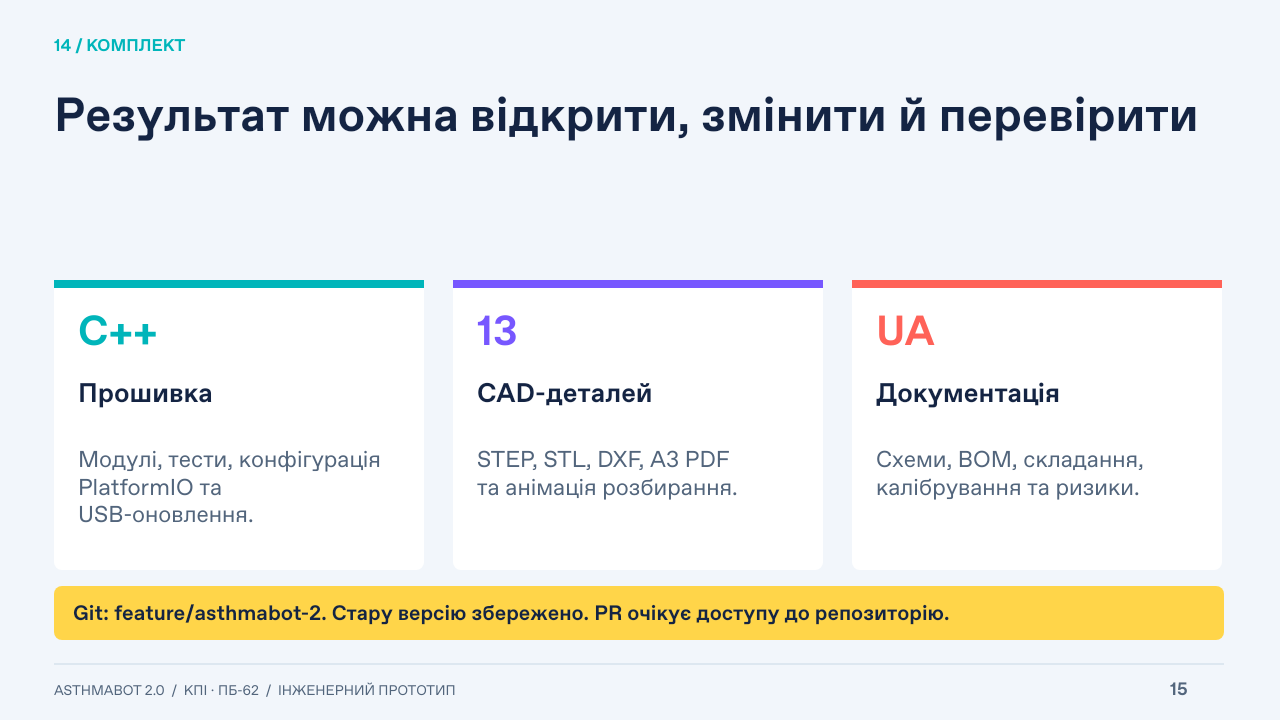 14 / КОМПЛЕКТ
Результат можна відкрити, змінити й перевірити
C++
Прошивка
Модулі, тести, конфігурація
PlatformIO та
USB-оновлення.
13
CAD-деталей
STEP, STL, DXF, A3 PDF
та анімація розбирання.
UA
Документація
Схеми, BOM, складання,
калібрування та ризики.
Git: feature/asthmabot-2. Стару версію збережено. PR очікує доступу до репозиторію.
ASTHMABOT 2.0 / КПІ · ПБ-62 / ІНЖЕНЕРНИЙ ПРОТОТИП
15